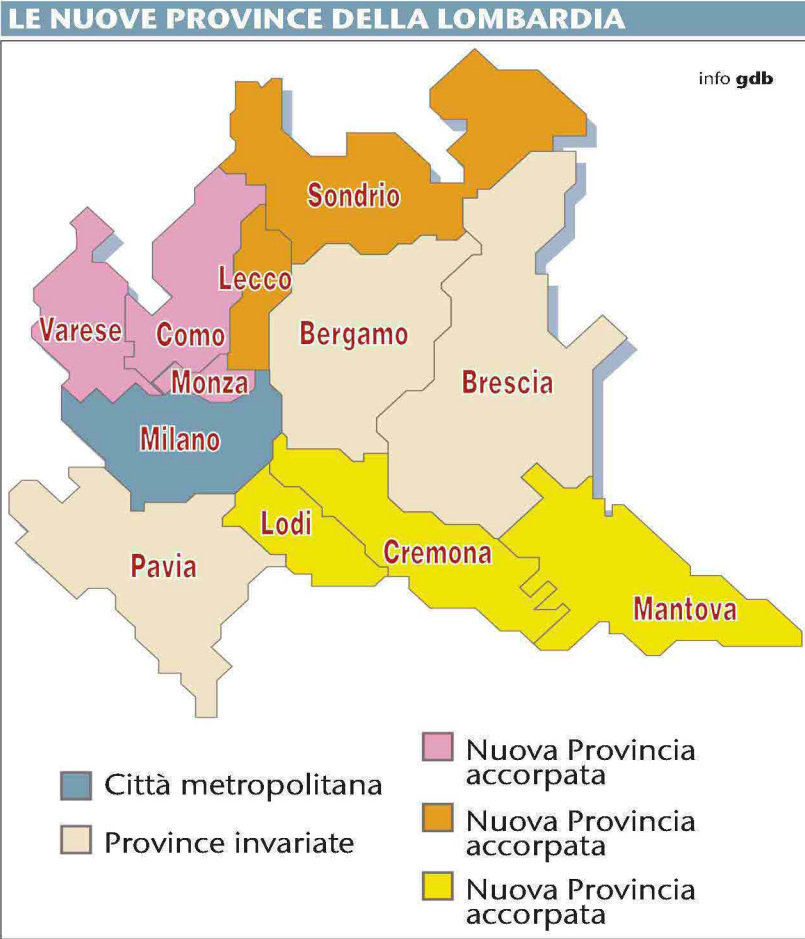 LE NUOVE PROVINCE DELLA LOMBARDIA
info gdb
Sondrio
Lecco
Varese
Como
Bergamo
Monza
Brescia
Milano
Lodi
Cremona
Pavia
Mantova
Città metropolitana
Province invariate
Nuova Provincia
accorpata
Nuova Provincia
accorpata
Nuova Provincia
accorpata